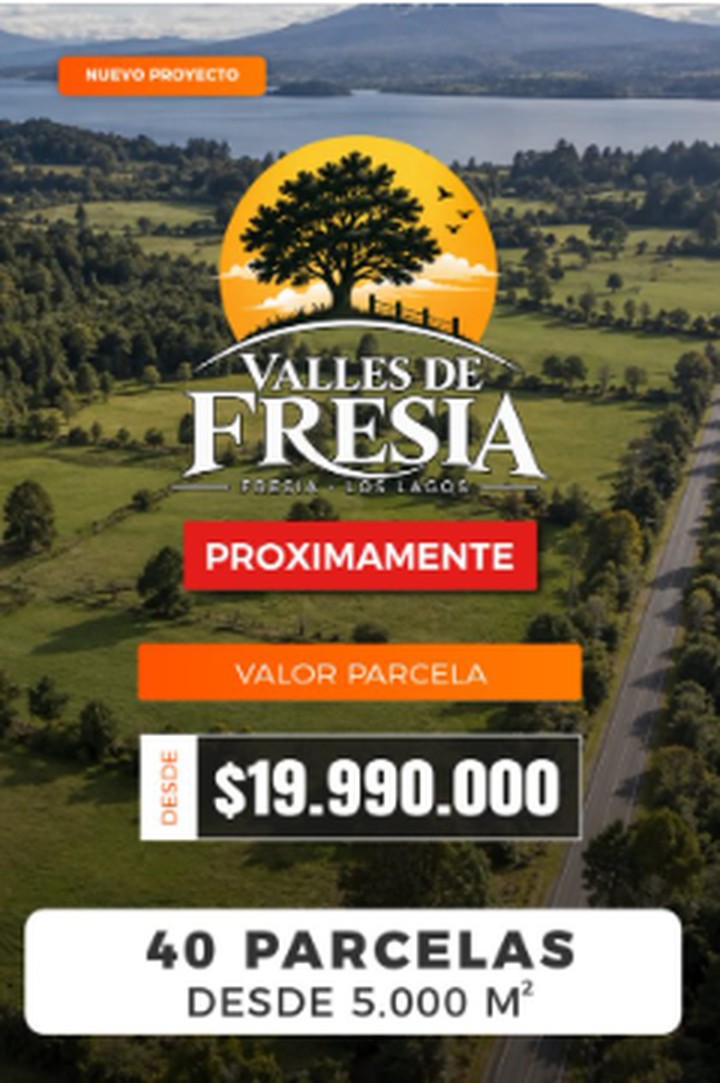 NUEVO PROYECTO
VALLES DE
FRESIA
FRESIA - LOS LAGOS
PROXIMAMENTE
VALOR PARCELA
DESDE
$19.990.000
40 PARCELAS
DESDE 5.000 M²